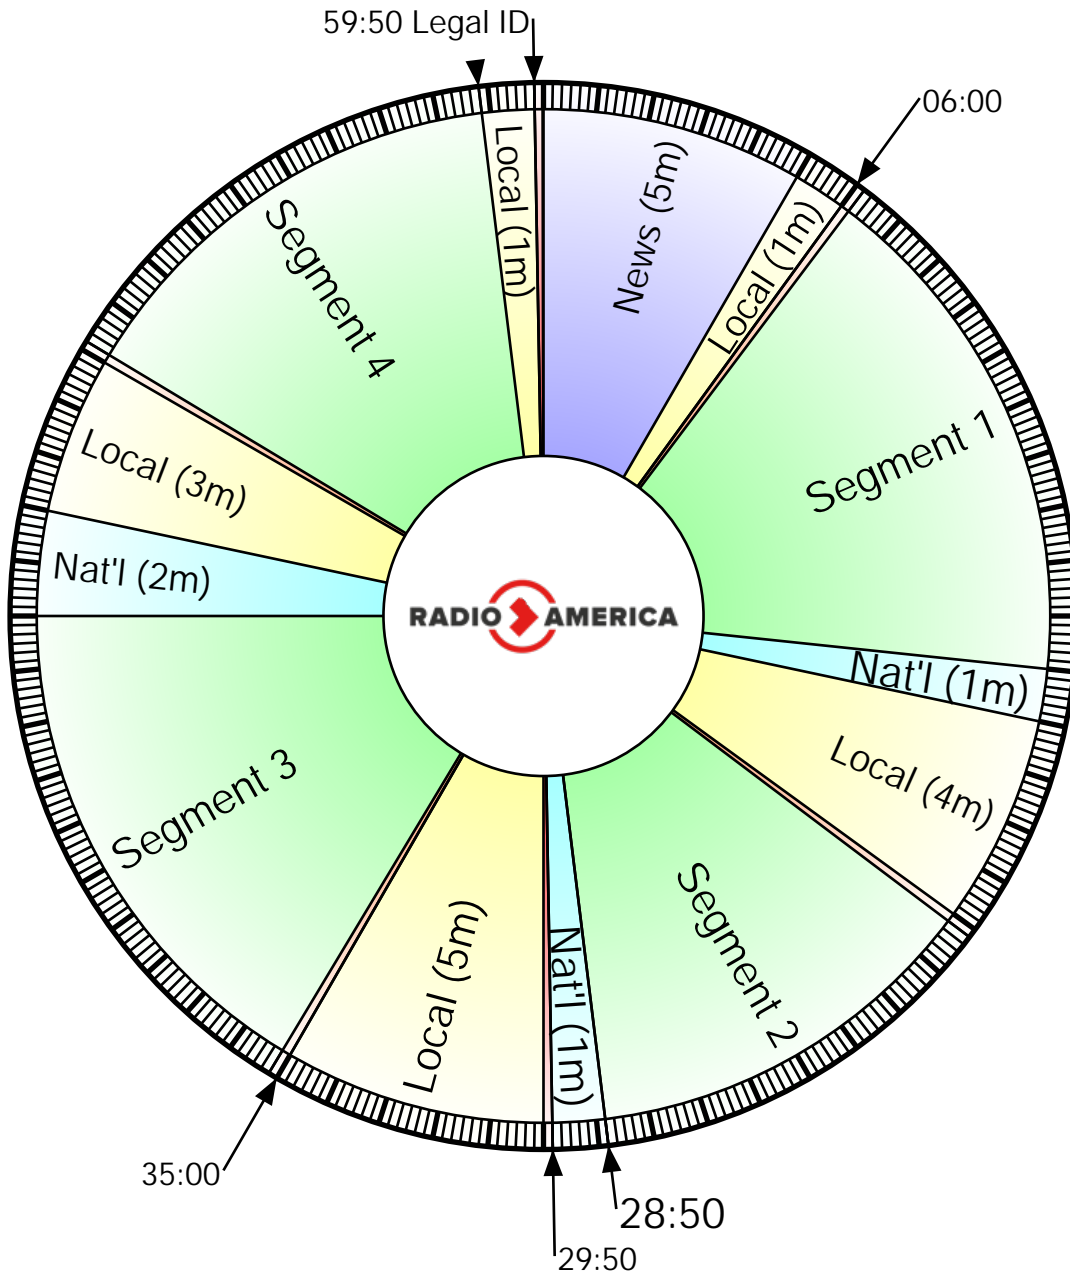 59:50 Legal ID
06:00
Local (1m)
News (5m)
Local (1m)
Segment 4
Segment 1
Local (3m)
Nat'l (2m)
RADIO AMERICA
Nat'l (1m)
Local (4m)
Segment 3
Segment 2
Local (5m)
Nat'l (1m)
35:00
28:50
29:50